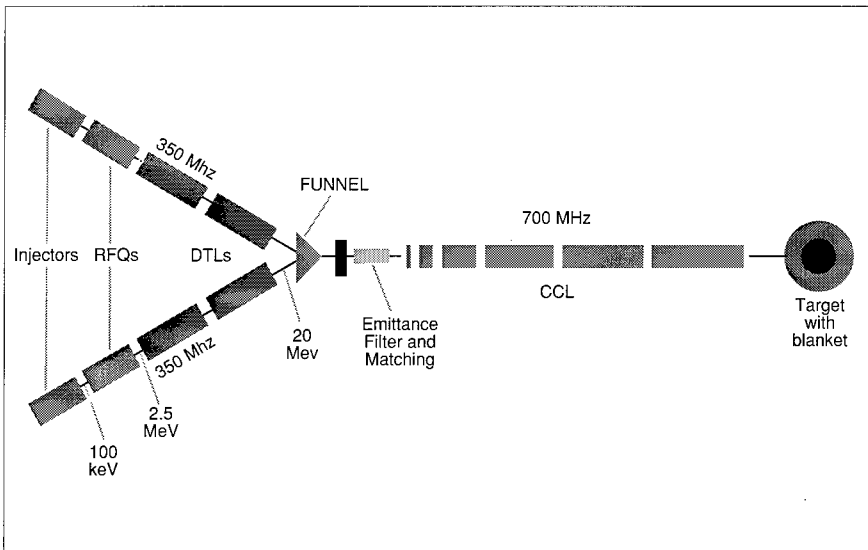 350 Mhz
FUNNEL
700 MHz
Injectors
RFQs
DTLs
CCL
Target
with
blanket
20
Mev
Emittance
Filter and
Matching
350 Mhz
2.5
MeV
100
keV